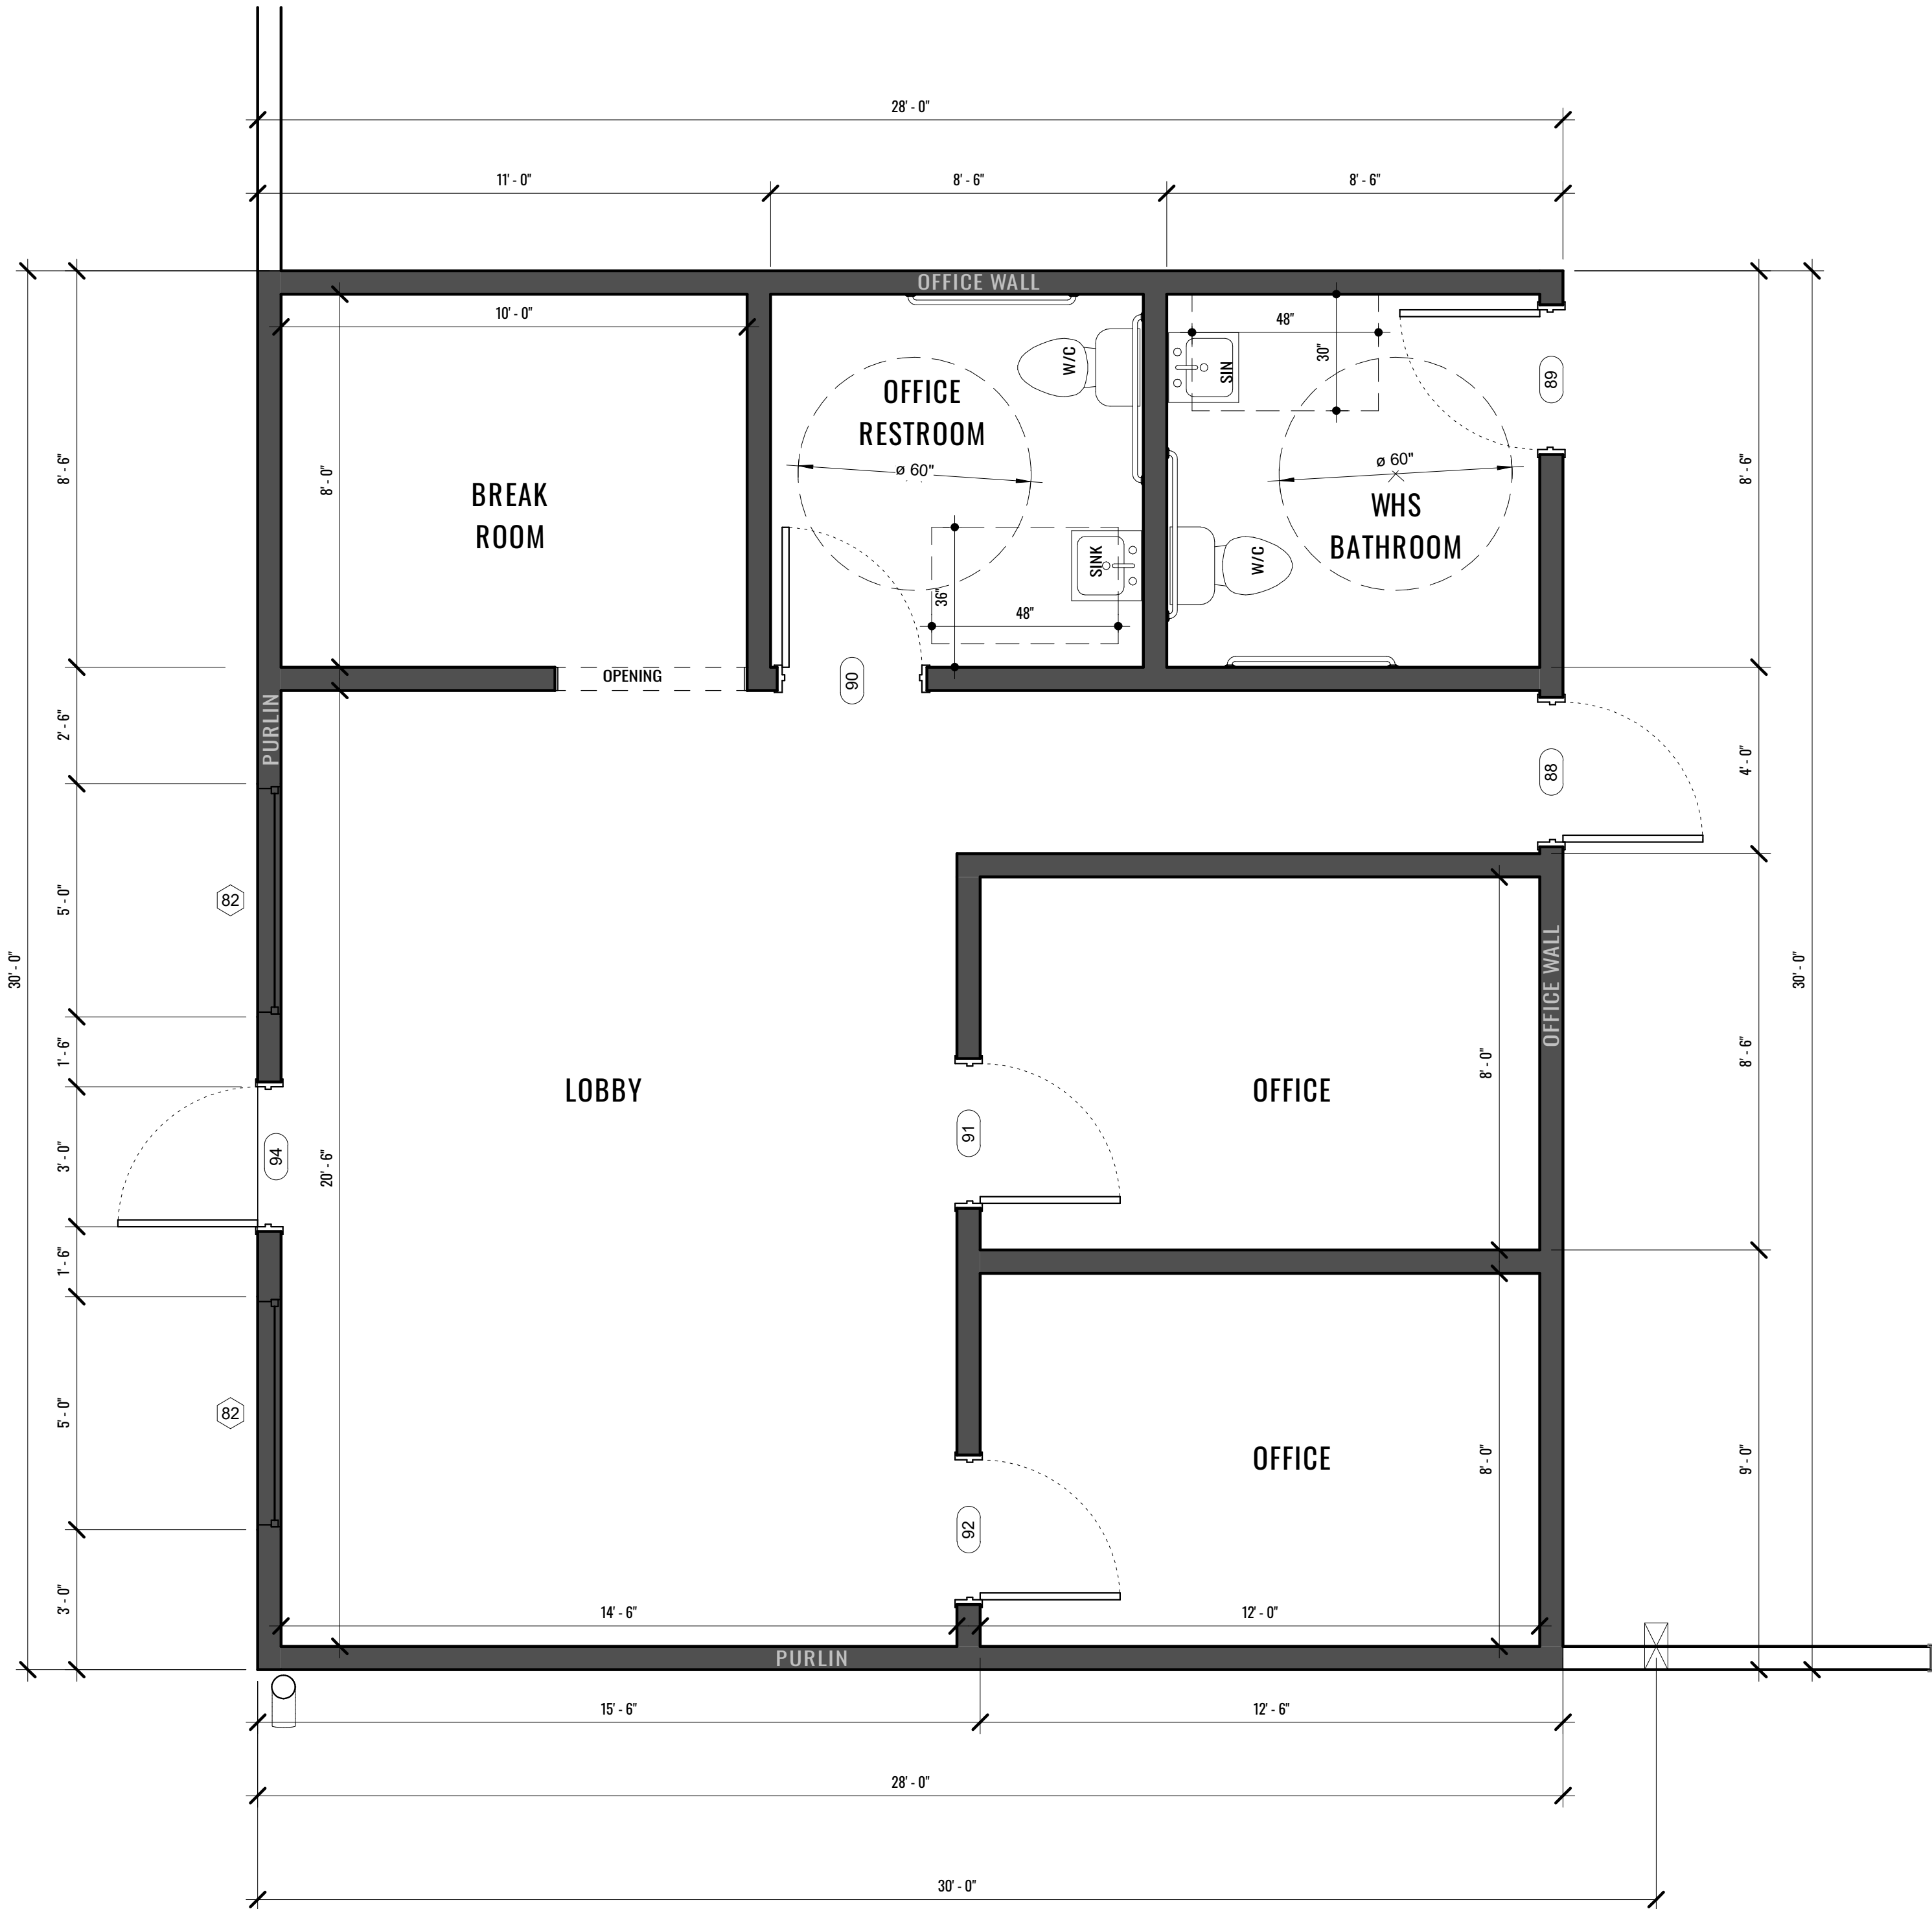 28' - 0"
11' - 0"
8' - 6"
8' - 6"
OFFICE WALL
10' - 0"
48"
30"
SIN
W/C
89
OFFICE
RESTROOM
ø 60"
ø 60"
WHS
BATHROOM
8' - 6"
8' - 0"
BREAK
ROOM
8' - 6"
SINK
W/C
36"
48"
OPENING
90
PURLIN
2' - 6"
88
4' - 0"
82
5' - 0"
30' - 0"
OFFICE WALL
30' - 0"
1' - 6"
8' - 0"
8' - 6"
LOBBY
OFFICE
91
94
3' - 0"
20' - 6"
1' - 6"
82
5' - 0"
OFFICE
8' - 0"
9' - 0"
92
3' - 0"
14' - 6"
12' - 0"
PURLIN
15' - 6"
12' - 6"
28' - 0"
30' - 0"